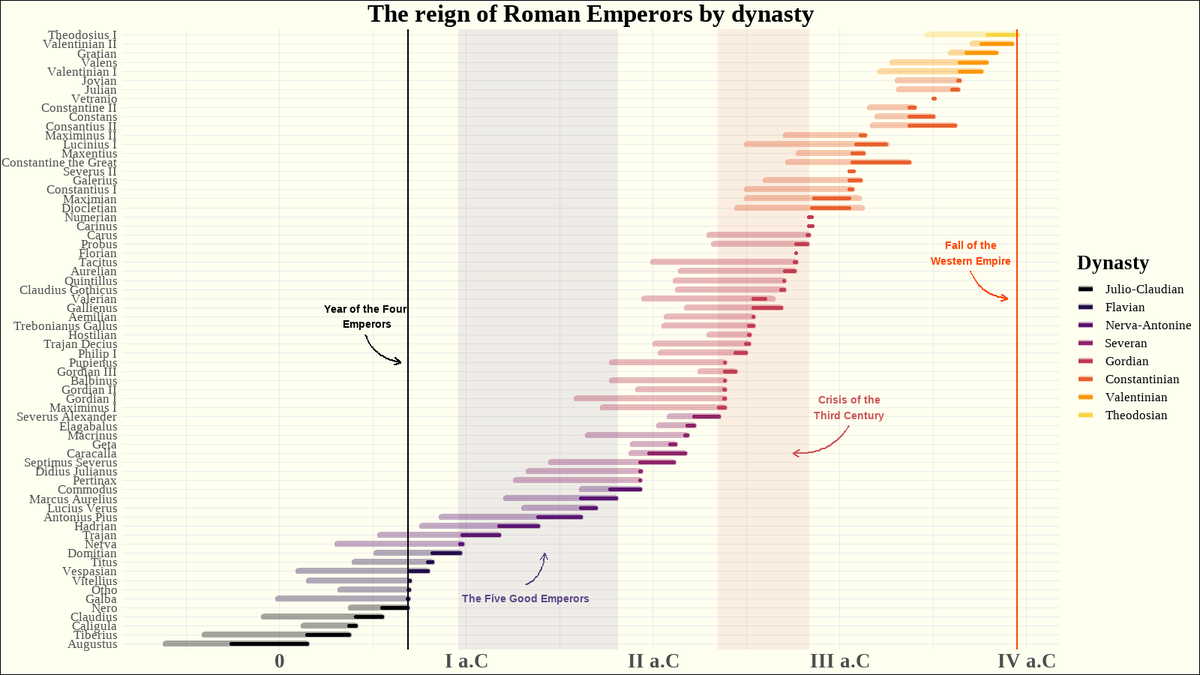 The reign of Roman Emperors by dynasty
Theodosius I
Valentinian II
Gratian
Valens
Valentinian I
Jovian
Julian
Vetranio
Constantine II
Constans
Consantius II
Maximinus II
Lucinius I
Maxentius
Constantine the Great
Severus II
Galerius
Constantius I
Maximian
Diocletian
Numerian
Carinus
Carus
Probus
Florian
Tacitus
Aurelian
Quintillus
Claudius Gothicus
Valerian
Gallienus
Aemilian
Trebonianus Gallus
Hostilian
Trajan Decius
Philip I
Pupienus
Gordian III
Balbinus
Gordian II
Gordian I
Maximinus I
Severus Alexander
Elagabalus
Macrinus
Geta
Caracalla
Septimus Severus
Didius Julianus
Pertinax
Commodus
Marcus Aurelius
Lucius Verus
Antonius Pius
Hadrian
Trajan
Nerva
Domitian
Titus
Vespasian
Vitellius
Otho
Galba
Nero
Claudius
Caligula
Tiberius
Augustus
Year of the Four
Emperors
The Five Good Emperors
Crisis of the
Third Century
Fall of the
Western Empire
0
I a.C
II a.C
III a.C
IV a.C
Dynasty
Julio-Claudian
Flavian
Nerva-Antonine
Severan
Gordian
Constantinian
Valentinian
Theodosian